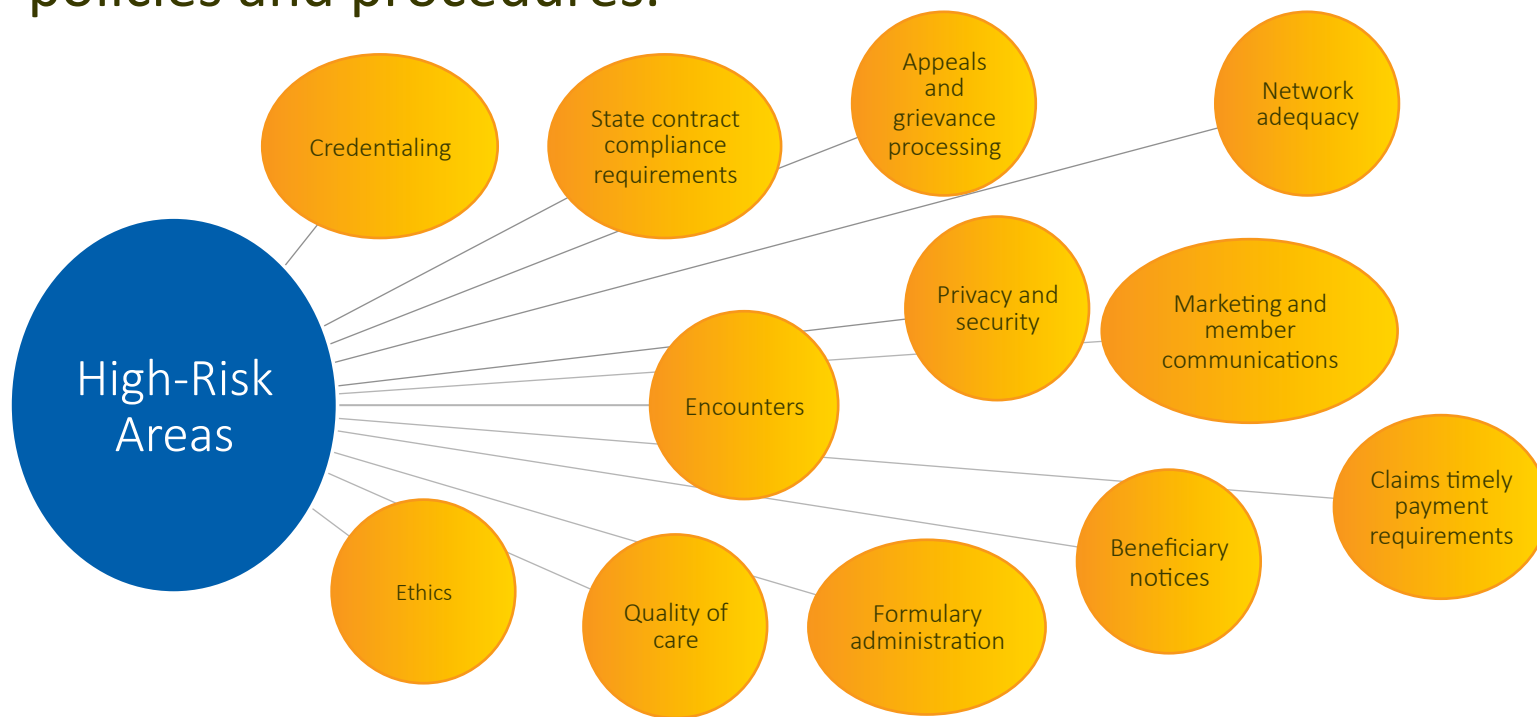 policies and procedures.
Credentialing
State contract
compliance
requirements
Appeals
and
grievance
processing
Network
adequacy
Privacy and
security
Marketing and
member
communications
High-Risk
Areas
Encounters
Claims timely
payment
requirements
Beneficiary
notices
Ethics
Quality of
care
Formulary
administration